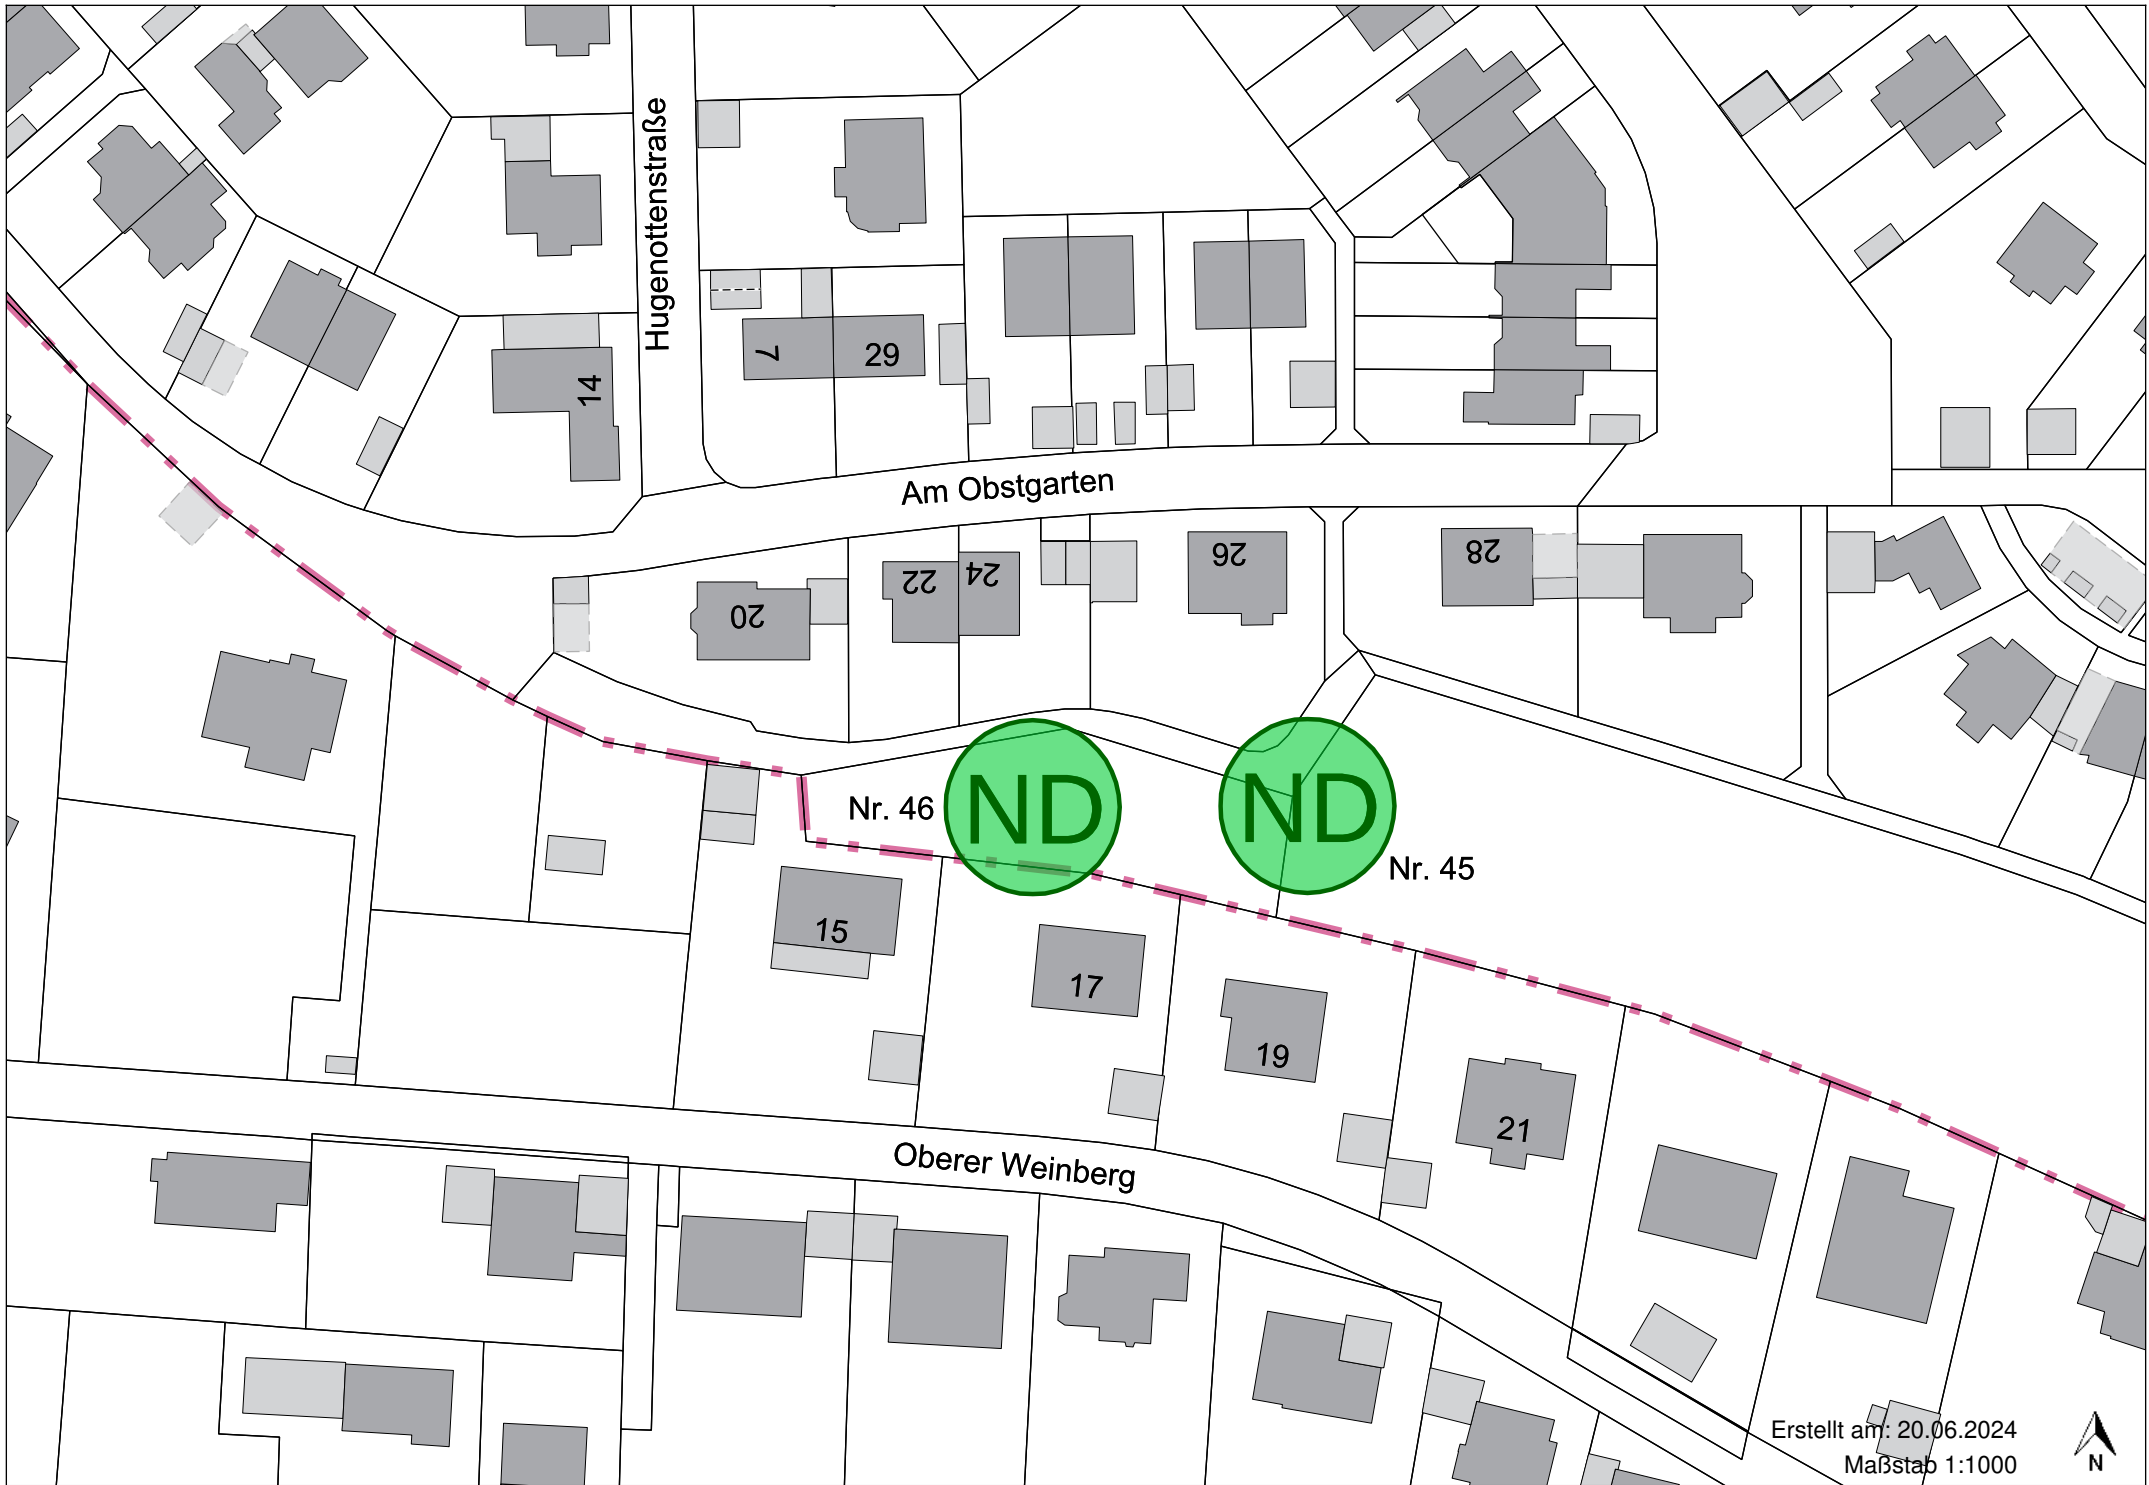 Hugenottenstraße
7
29
14
Am Obstgarten
20
22
24
26
28
Nr. 46
ND
ND
Nr. 45
15
17
19
21
Oberer Weinberg
Erstellt am: 20.06.2024
Maßstab 1:1000
N